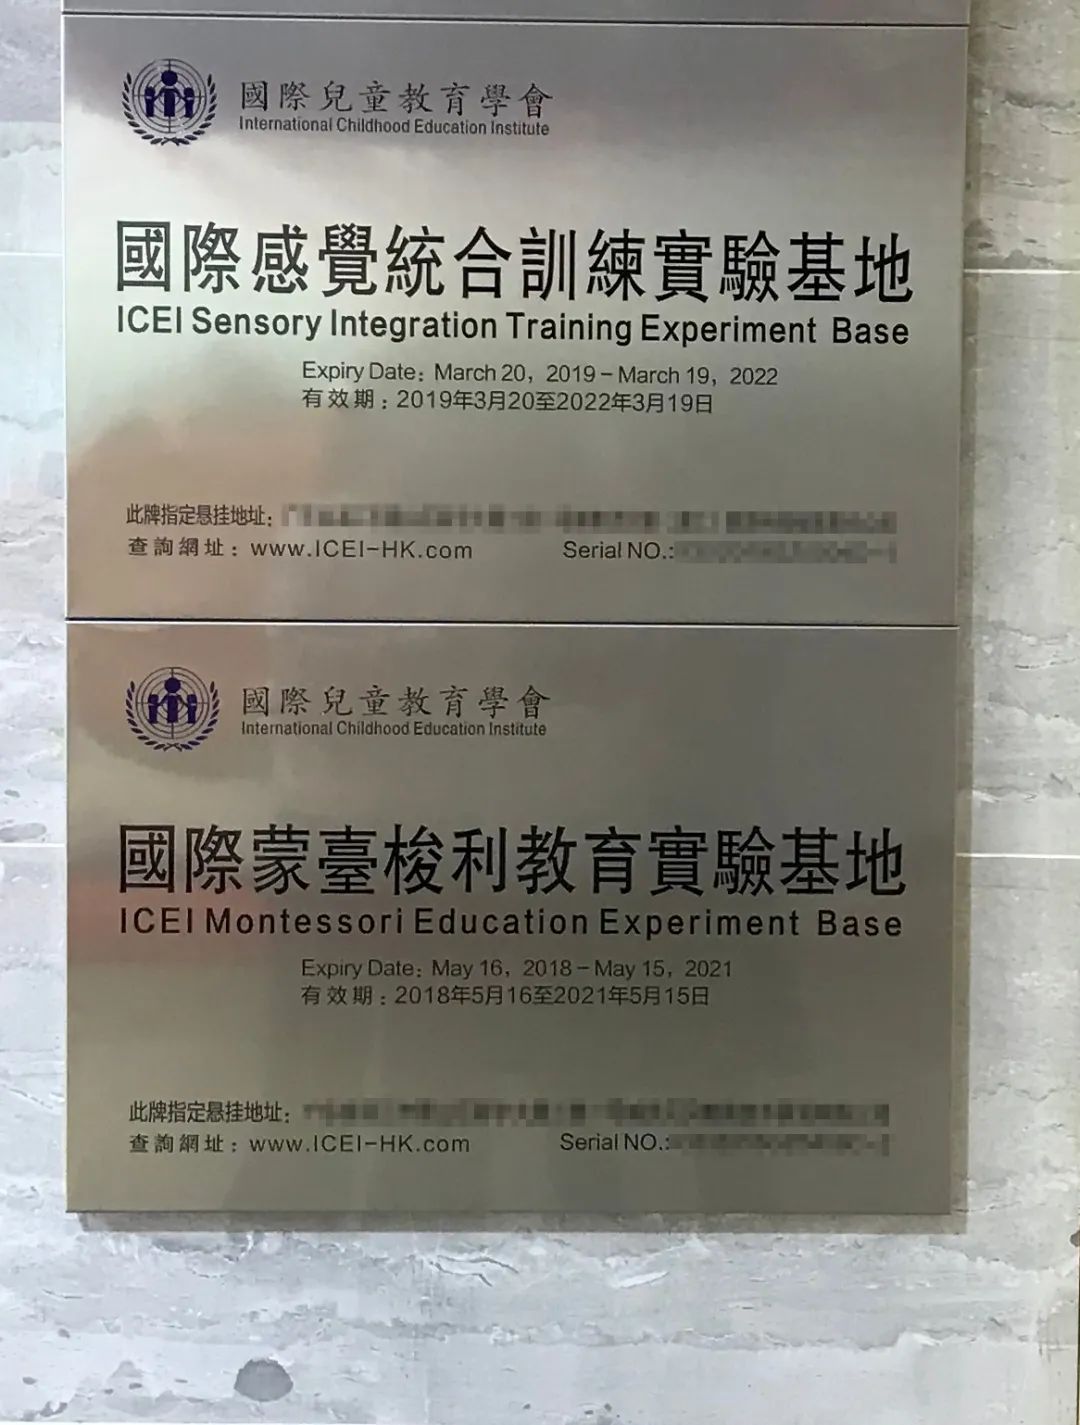 國際兒童教育學會
International Childhood Education Institute
國際感覺統合訓練實驗基地
ICEI Sensory Integration Training Experiment Base
Expiry Date: March 20, 2019-March 19, 2022
有效期:2019年3月20至2022年3月19日
此牌指定悬挂地址:
查詢網址:www.ICEI-HK.com
Serial NO.:
國際兒童教育學會
International Childhood Education Institute
國際蒙臺梭利教育實驗基地
ICEI Montessori Education Experiment Base
Expiry Date: May 16, 2018-May 15, 2021
有效期:2018年5月16至2021年5月15日
此牌指定悬挂地址:
查詢網址:www.ICEI-HK.com
Serial NO.: